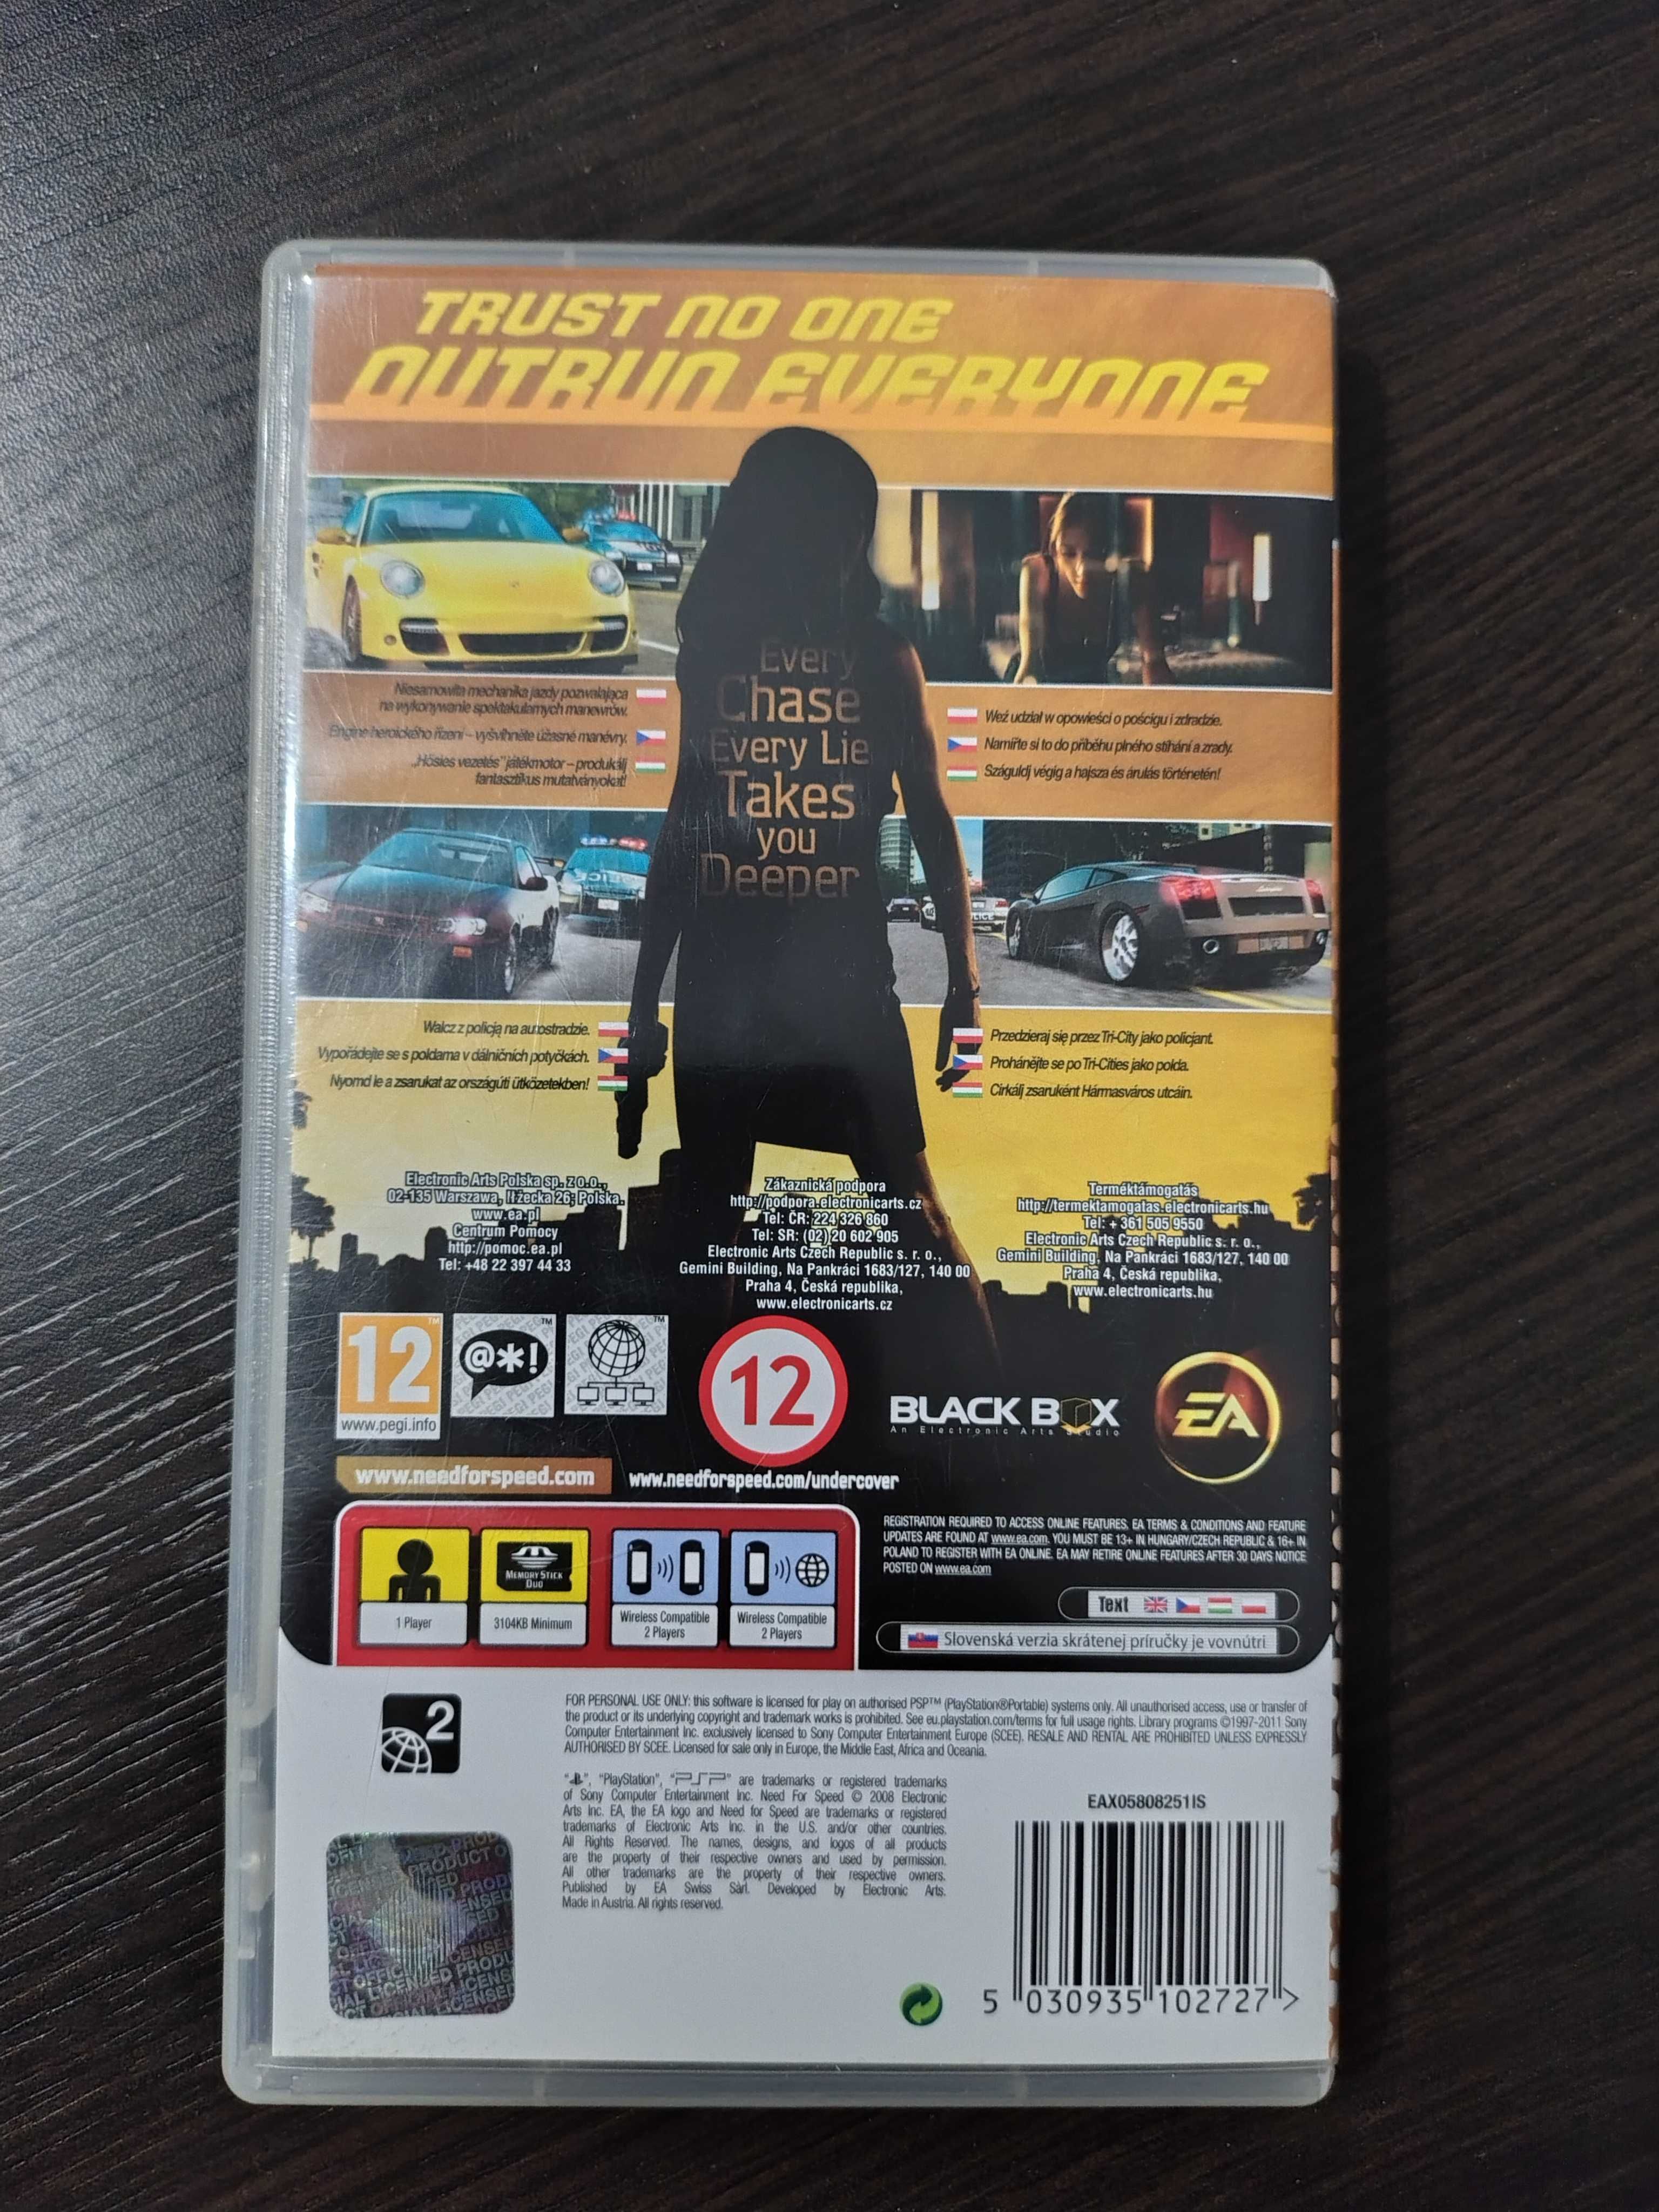 TRUST NO ONE
OUTRUN EVERYONE
Every
Chase
Every Lie
Takes
you
Deeper
Niesamowita mechanika jazdy pozwalająca
na wykonywanie spektakularnych manewrów.
Engine heroického řízení – vyšvihněte úžasné manévry.
„Hősies vezetés" játékmotor – produkálj
fantasztikus mutatványokat!
Weź udział w opowieści o pościgu i zdradzie.
Namiřte si to do příběhu plného stíhání a zrady.
Száguldj végig a hajsza és árulás történetén!
POLICE
Walcz z policją na autostradzie.
Vypořádejte se s poldama v dálničních potyčkách.
Nyomd le a zsarukat az országúti ütközetekben!
Przedzieraj się przez Tri-City jako policjant.
Prohánějte se po Tri-Cities jako polda.
Cirkálj zsaruként Hármasváros utcáin.
Electronic Arts Polska sp. z o.o.,
02-135 Warszawa, Iłżecka 26; Polska.
www.ea.pl
Centrum Pomocy
http://pomoc.ea.pl
Tel: +48 22 397 44 33
Zákaznická podpora
http://podpora.electronicarts.cz
Tel: ČR: 224 326 860
Tel: SR: (02) 20 602 905
Electronic Arts Czech Republic s. r. o.,
Gemini Building, Na Pankráci 1683/127, 140 00
Praha 4, Česká republika,
www.electronicarts.cz
Terméktámogatás
http://termektamogatas.electronicarts.hu
Tel: + 361 505 9550
Electronic Arts Czech Republic s. r. o.,
Gemini Building, Na Pankráci 1683/127, 140 00
Praha 4, Česká republika,
www.electronicarts.hu
12
www.pegi.info
@*!
12
BLACK BOX
An Electronic Arts Studio
EA
www.needforspeed.com
www.needforspeed.com/undercover
1 Player
MEMORY STICK
DUO
3104KB Minimum
Wireless Compatible
2 Players
Wireless Compatible
2 Players
REGISTRATION REQUIRED TO ACCESS ONLINE FEATURES. EA TERMS & CONDITIONS AND FEATURE
UPDATES ARE FOUND AT www.ea.com. YOU MUST BE 13+ IN HUNGARY/CZECH REPUBLIC & 16+ IN
POLAND TO REGISTER WITH EA ONLINE. EA MAY RETIRE ONLINE FEATURES AFTER 30 DAYS NOTICE
POSTED ON www.ea.com
Text
Slovenská verzia skrátenej príručky je vovnútri
2
FOR PERSONAL USE ONLY: this software is licensed for play on authorised PSP™ (PlayStation®Portable) systems only. All unauthorised access, use or transfer of
the product or its underlying copyright and trademark works is prohibited. See eu.playstation.com/terms for full usage rights. Library programs ©1997-2011 Sony
Computer Entertainment Inc. exclusively licensed to Sony Computer Entertainment Europe (SCEE). RESALE AND RENTAL ARE PROHIBITED UNLESS EXPRESSLY
AUTHORISED BY SCEE. Licensed for sale only in Europe, the Middle East, Africa and Oceania.
"", "PlayStation", "PSP" are trademarks or registered trademarks
of Sony Computer Entertainment Inc. Need For Speed © 2008 Electronic
Arts Inc. EA, the EA logo and Need for Speed are trademarks or registered
trademarks of Electronic Arts Inc. in the U.S. and/or other countries.
All Rights Reserved. The names, designs, and logos of all products
are the property of their respective owners and used by permission.
All other trademarks are the property of their respective owners.
Published by EA Swiss Sàrl. Developed by Electronic Arts.
Made in Austria. All rights reserved.
EAX05808251IS
5 030935 102727 >